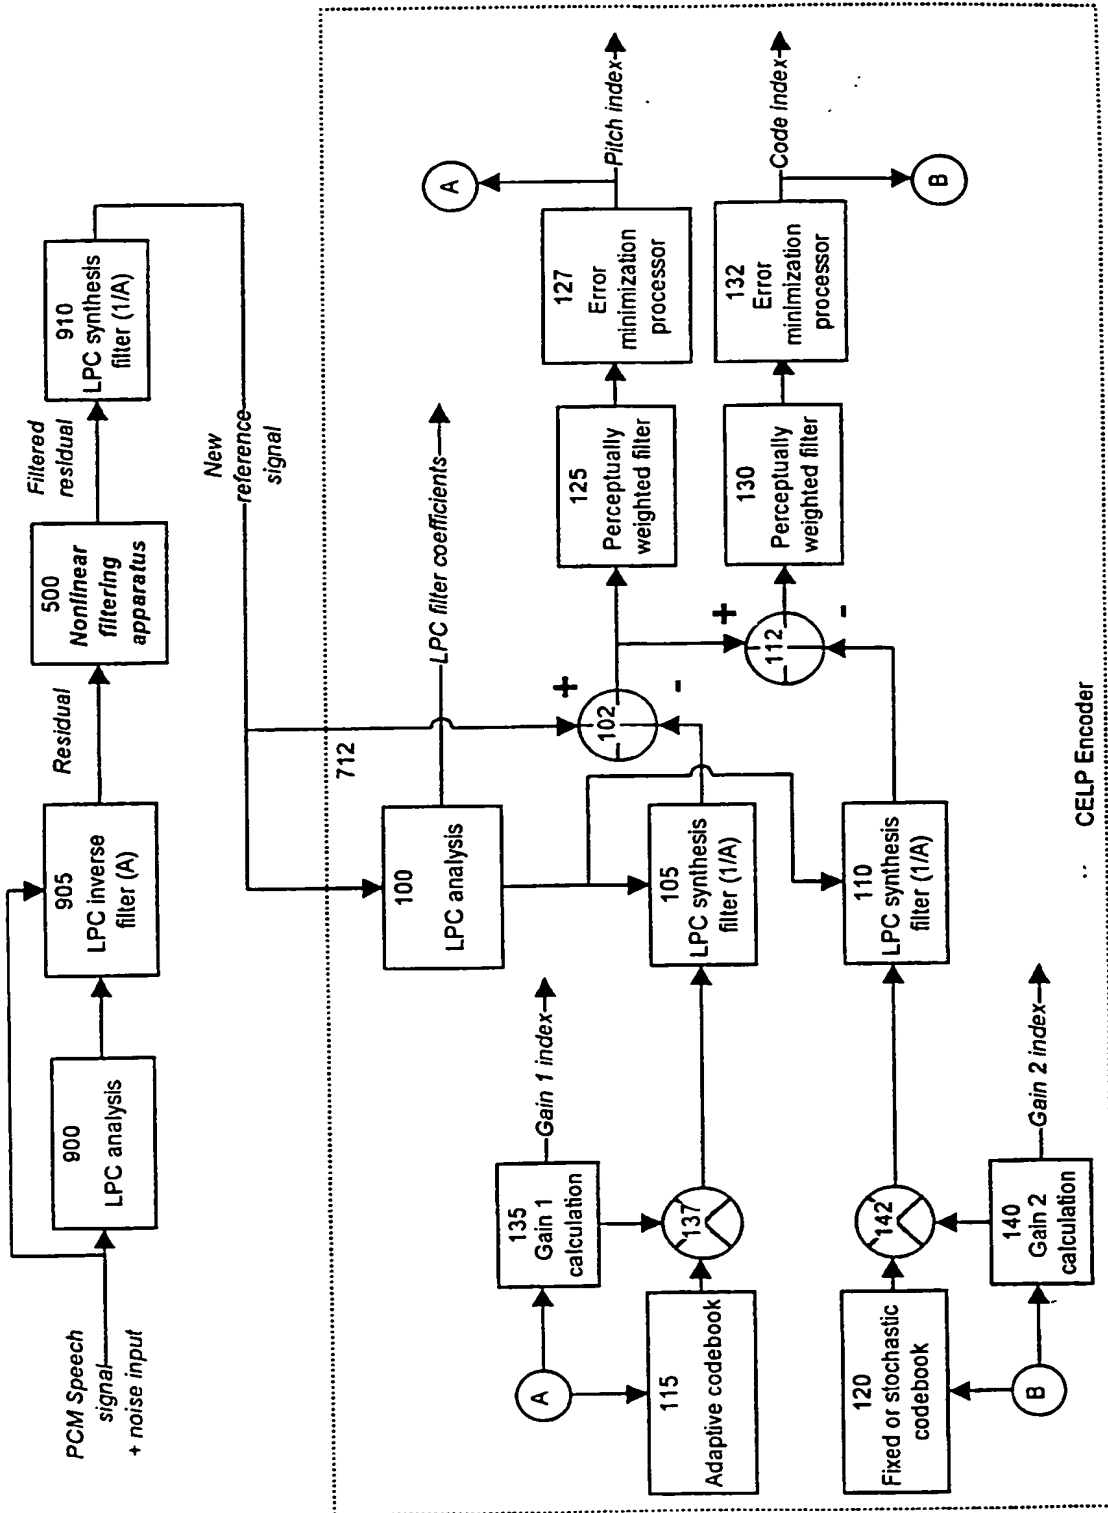 PCM Speech
signal
+ noise input
900
LPC analysis
905
LPC inverse
filter (A)
Residual
500
Nonlinear
filtering
apparatus
Filtered
residual
910
LPC synthesis
filter (1/A)
New
reference
signal
712
100
LPC analysis
LPC filter coefficients
A
135
Gain 1
calculation
Gain 1 index
115
Adaptive codebook
137
105
LPC synthesis
filter (1/A)
102
+
-
125
Perceptually
weighted filter
127
Error
minimization
processor
A
Pitch index
120
Fixed or stochastic
codebook
142
B
140
Gain 2
calculation
Gain 2 index
110
LPC synthesis
filter (1/A)
112
+
-
130
Perceptually
weighted filter
132
Error
minimization
processor
Code index
B
CELP Encoder